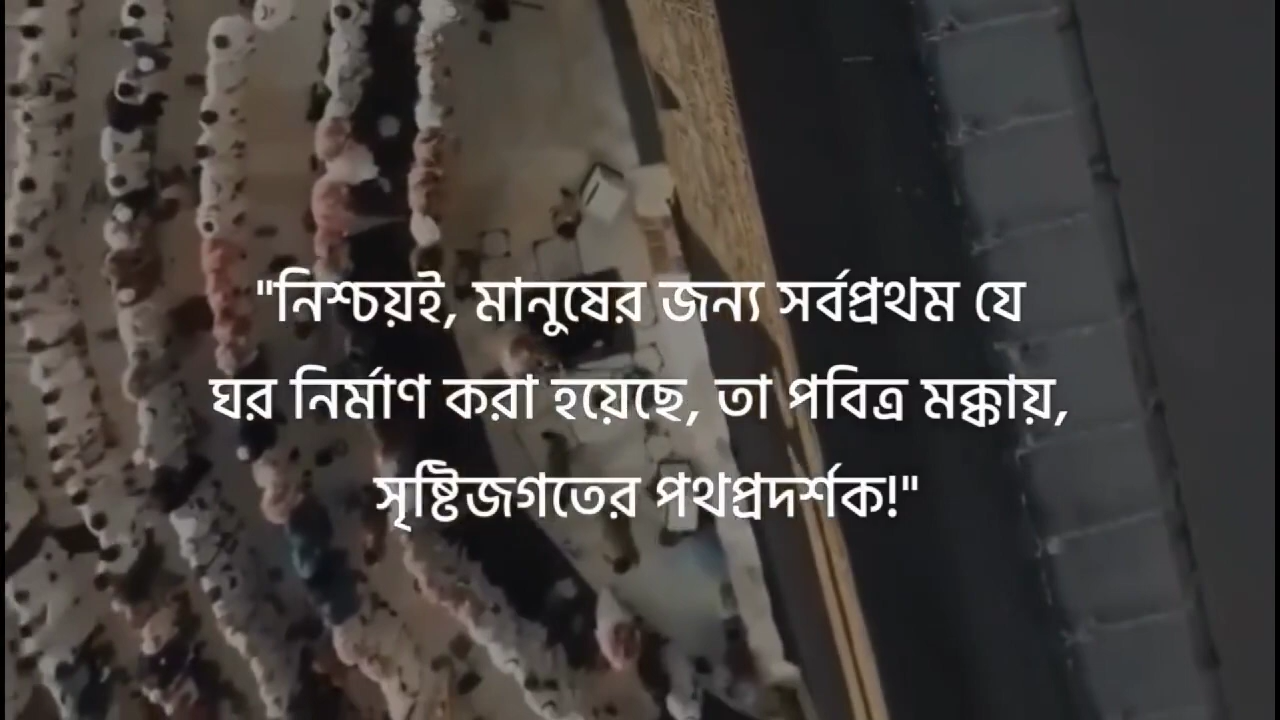 "নিশ্চয়ই, মানুষের জন্য সর্বপ্রথম যে
ঘর নির্মাণ করা হয়েছে, তা পবিত্র মক্কায়,
সৃষ্টিজগতের পথপ্রদর্শক!"